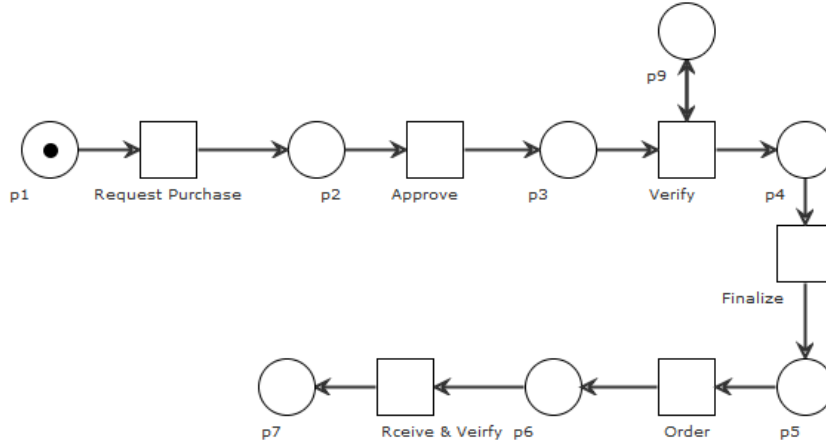 p9
p1 Request Purchase p2 Approve p3 Verify p4
Finalize
p7 Rceive & Veirfy p6 Order p5